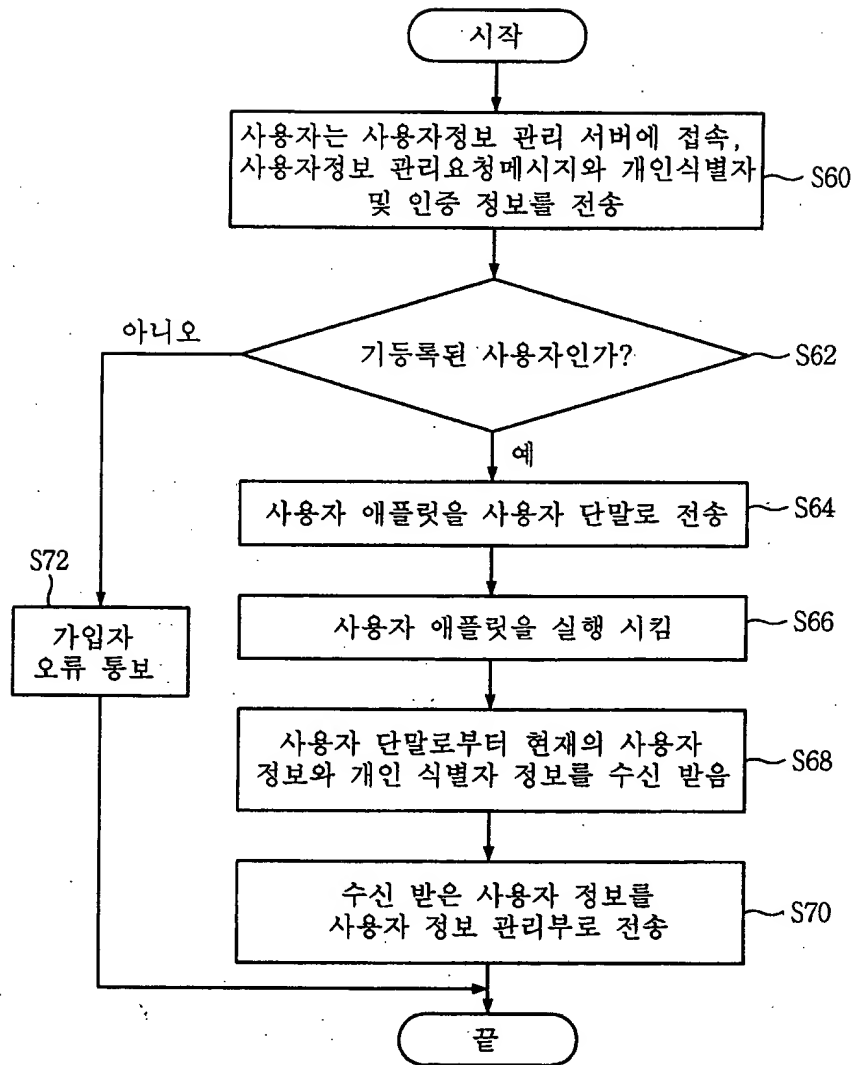 시작
사용자는 사용자정보 관리 서버에 접속,
사용자정보 관리요청메시지와 개인식별자
및 인증 정보를 전송
S60
아니오
기등록된 사용자인가?
S62
예
사용자 애플릿을 사용자 단말로 전송
S64
S72
가입자
오류 통보
사용자 애플릿을 실행 시킴
S66
사용자 단말로부터 현재의 사용자
정보와 개인 식별자 정보를 수신 받음
S68
수신 받은 사용자 정보를
사용자 정보 관리부로 전송
S70
끝